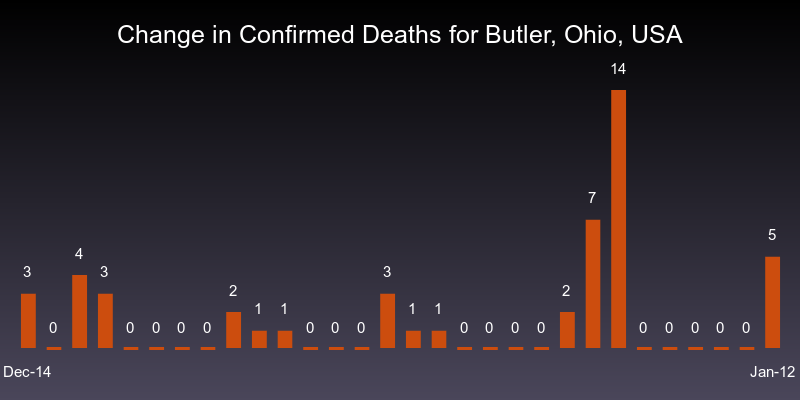 Change in Confirmed Deaths for Butler, Ohio, USA
3 0 4 3 0 0 0 0 2 1 1 0 0 0 3 1 1 0 0 0 0 2 7 14 0 0 0 0 0 5
Dec-14 Jan-12